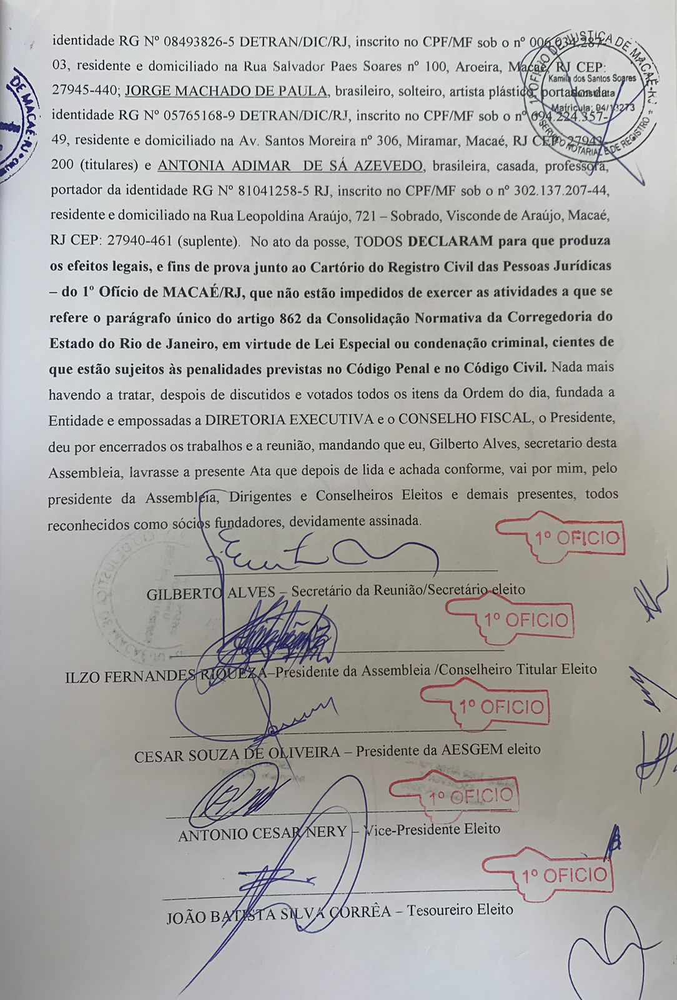 identidade RG Nº 08493826-5 DETRAN/DIC/RJ, inscrito no CPF/MF sob o nº 006.034.287-
03, residente e domiciliado na Rua Salvador Paes Soares nº 100, Aroeira, Macaé, RJ CEP:
27945-440; JORGE MACHADO DE PAULA, brasileiro, solteiro, artista plástico, portador da
identidade RG Nº 05765168-9 DETRAN/DIC/RJ, inscrito no CPF/MF sob o nº 694.224.357-
49, residente e domiciliado na Av. Santos Moreira nº 306, Miramar, Macaé, RJ CEP 27943-
200 (titulares) e ANTONIA ADIMAR DE SÁ AZEVEDO, brasileira, casada, professora,
portador da identidade RG Nº 81041258-5 RJ, inscrito no CPF/MF sob o nº 302.137.207-44,
residente e domiciliado na Rua Leopoldina Araújo, 721 – Sobrado, Visconde de Araújo, Macaé,
RJ CEP: 27940-461 (suplente). No ato da posse, TODOS DECLARAM para que produza
os efeitos legais, e fins de prova junto ao Cartório do Registro Civil das Pessoas Jurídicas
– do 1º Ofício de MACAÉ/RJ, que não estão impedidos de exercer as atividades a que se
refere o parágrafo único do artigo 862 da Consolidação Normativa da Corregedoria do
Estado do Rio de Janeiro, em virtude de Lei Especial ou condenação criminal, cientes de
que estão sujeitos às penalidades previstas no Código Penal e no Código Civil. Nada mais
havendo a tratar, despois de discutidos e votados todos os itens da Ordem do dia, fundada a
Entidade e empossadas a DIRETORIA EXECUTIVA e o CONSELHO FISCAL, o Presidente,
deu por encerrados os trabalhos e a reunião, mandando que eu, Gilberto Alves, secretario desta
Assembleia, lavrasse a presente Ata que depois de lida e achada conforme, vai por mim, pelo
presidente da Assembleia, Dirigentes e Conselheiros Eleitos e demais presentes, todos
reconhecidos como sócios fundadores, devidamente assinada.
1º OFICIO
GILBERTO ALVES – Secretário da Reunião/Secretário eleito
1º OFICIO
ILZO FERNANDES RIQUEZA–Presidente da Assembleia /Conselheiro Titular Eleito
1º OFICIO
CESAR SOUZA DE OLIVEIRA – Presidente da AESGEM eleito
1º OFICIO
ANTONIO CESAR NERY – Vice-Presidente Eleito
1º OFICIO
JOÃO BATISTA SILVA CORRÊA – Tesoureiro Eleito
1º OFICIO DE JUSTIÇA DE MACAÉ-RJ
SERVIÇO NOTARIAL E DE REGISTRO
Kamila dos Santos Soares
Matrícula: 94/
DE MACAÉ-RJ